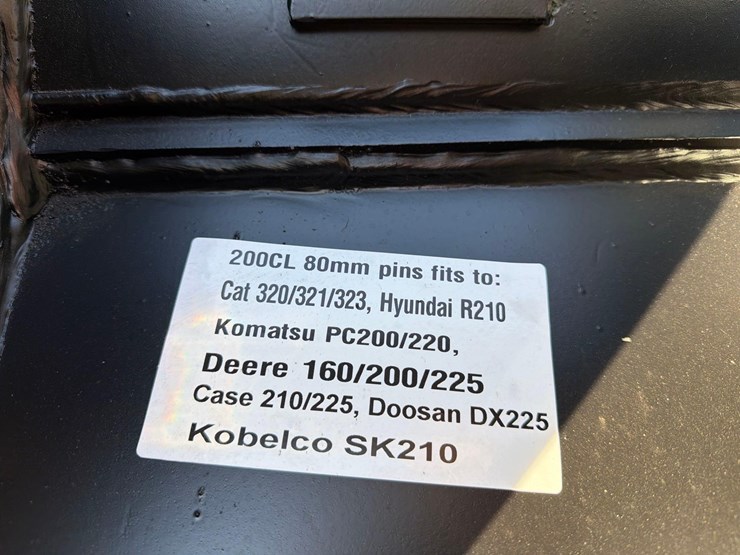 200CL 80mm pins fits to:
Cat 320/321/323, Hyundai R210
Komatsu PC200/220,
Deere 160/200/225
Case 210/225, Doosan DX225
Kobelco SK210